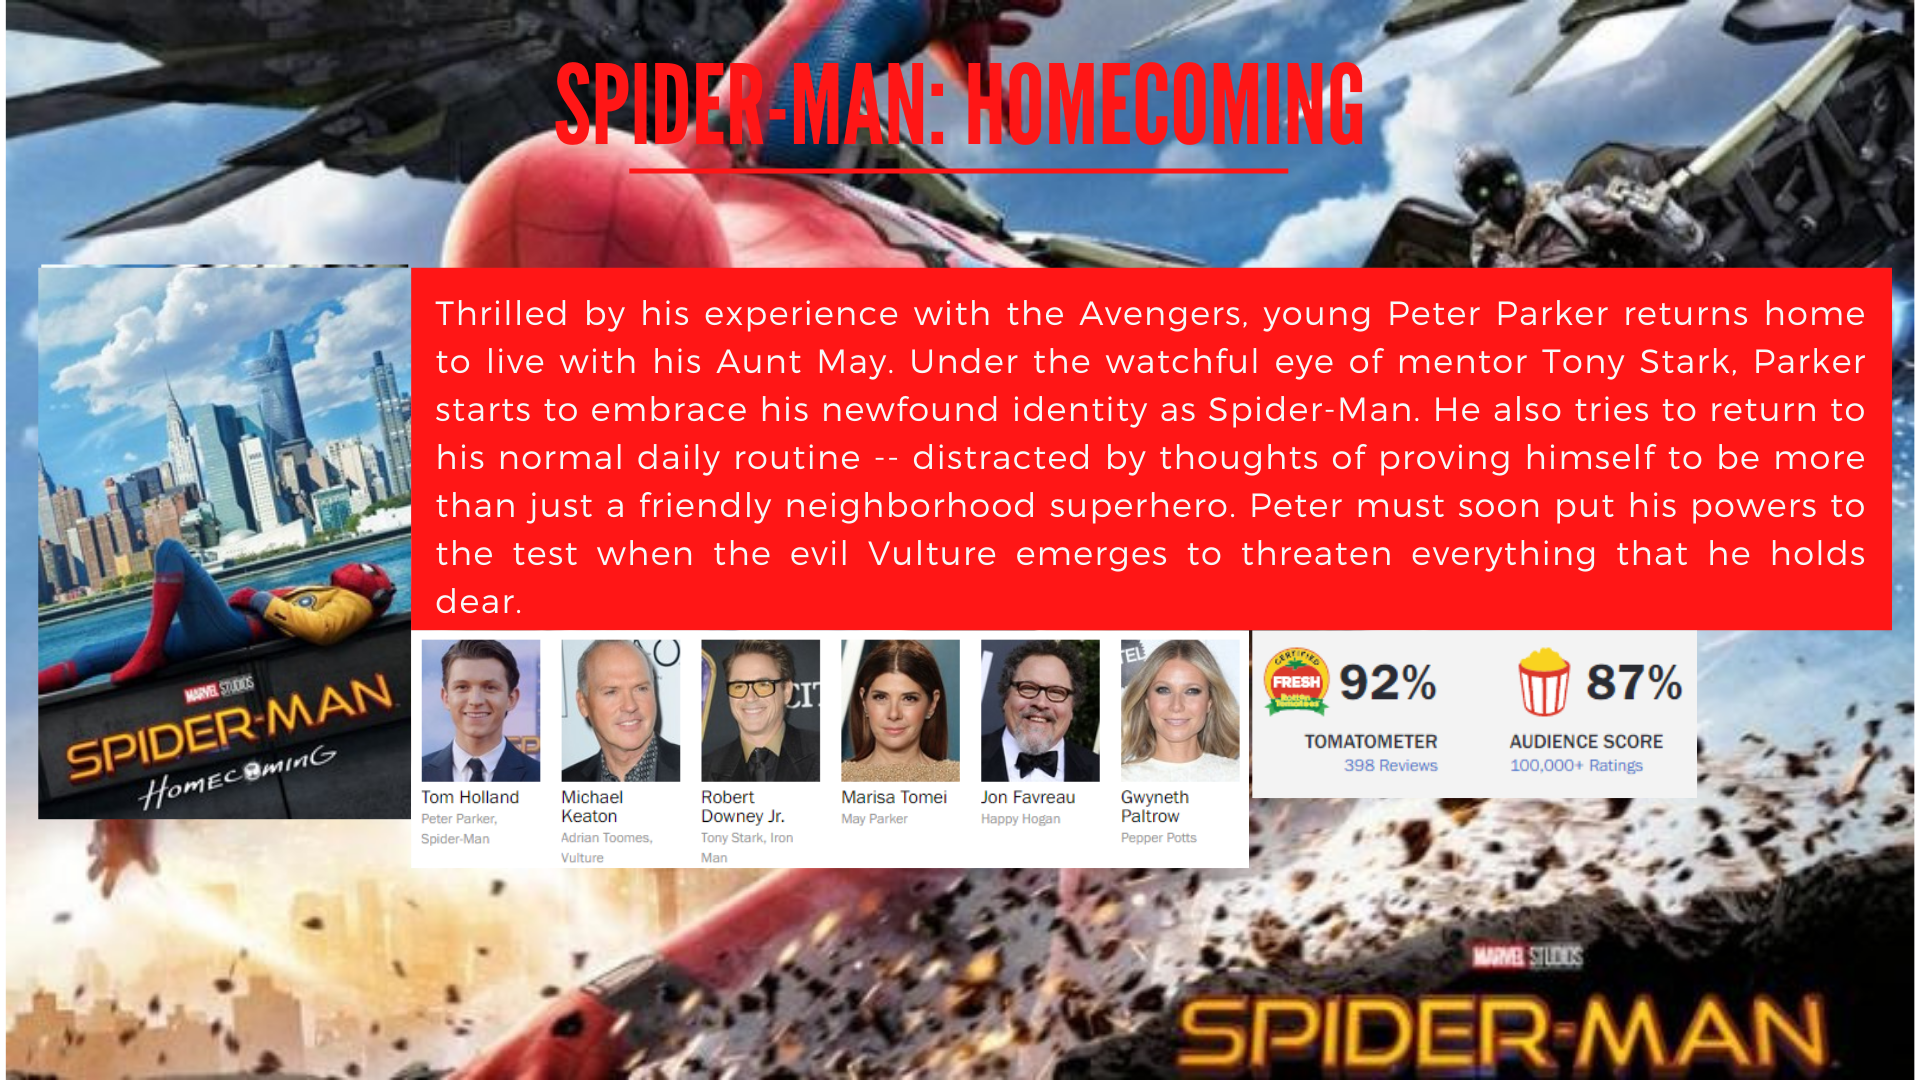 SPIDER-MAN: HOMECOMING
Thrilled by his experience with the Avengers, young Peter Parker returns home
to live with his Aunt May. Under the watchful eye of mentor Tony Stark, Parker
starts to embrace his newfound identity as Spider-Man. He also tries to return to
his normal daily routine -- distracted by thoughts of proving himself to be more
than just a friendly neighborhood superhero. Peter must soon put his powers to
the test when the evil Vulture emerges to threaten everything that he holds
dear.
MARVEL STUDIOS
SPIDER-MAN
HOMECOMING
Tom Holland
Peter Parker,
Spider-Man
Michael
Keaton
Adrian Toomes,
Vulture
Robert
Downey Jr.
Tony Stark, Iron
Man
Marisa Tomei
May Parker
Jon Favreau
Happy Hogan
Gwyneth
Paltrow
Pepper Potts
CERTIFIED
FRESH
Rotten
Tomatoes
92%
TOMATOMETER
398 Reviews
87%
AUDIENCE SCORE
100,000+ Ratings
MARVEL STUDIOS
SPIDER-MAN